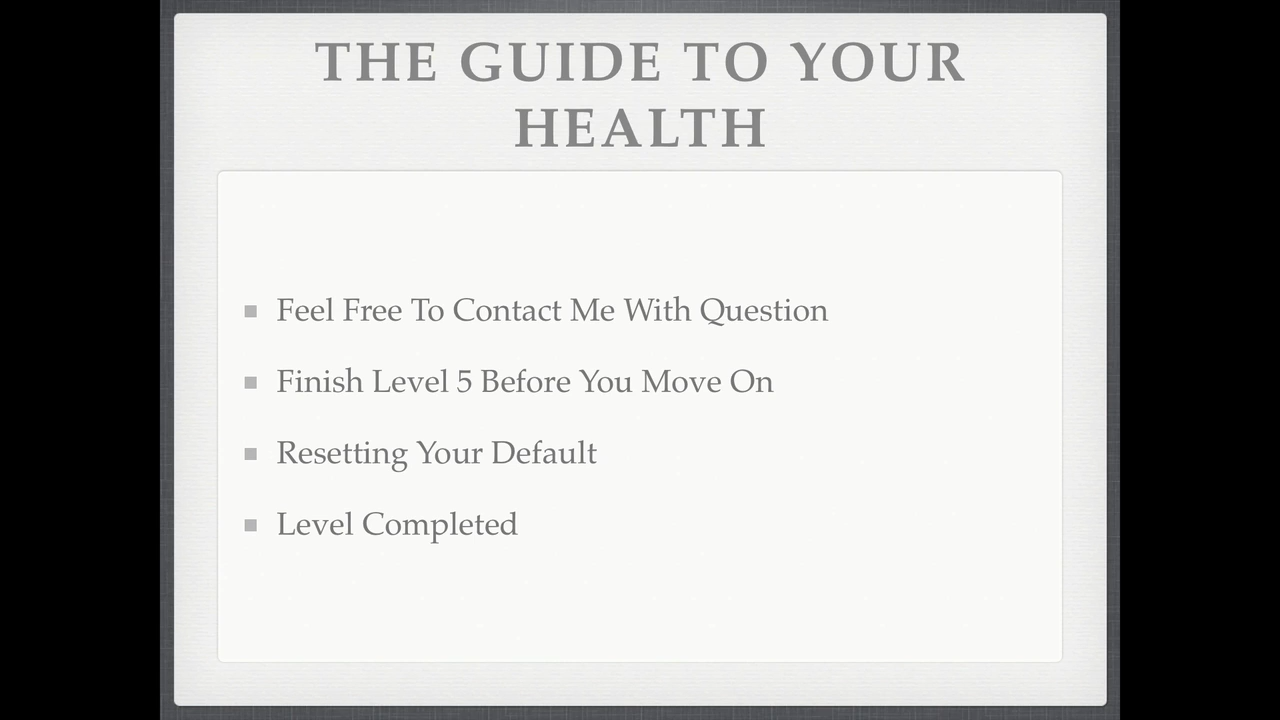 THE GUIDE TO YOUR
HEALTH
Feel Free To Contact Me With Question
Finish Level 5 Before You Move On
Resetting Your Default
Level Completed